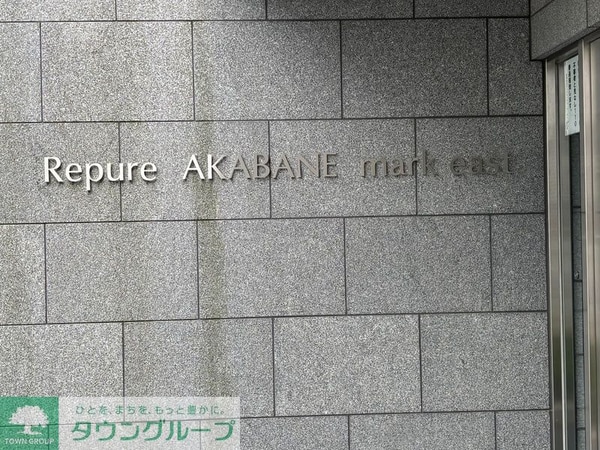 Repure AKABANE mark east
ひとを、まちを、もっと豊かに。
タウングループ
TOWN GROUP